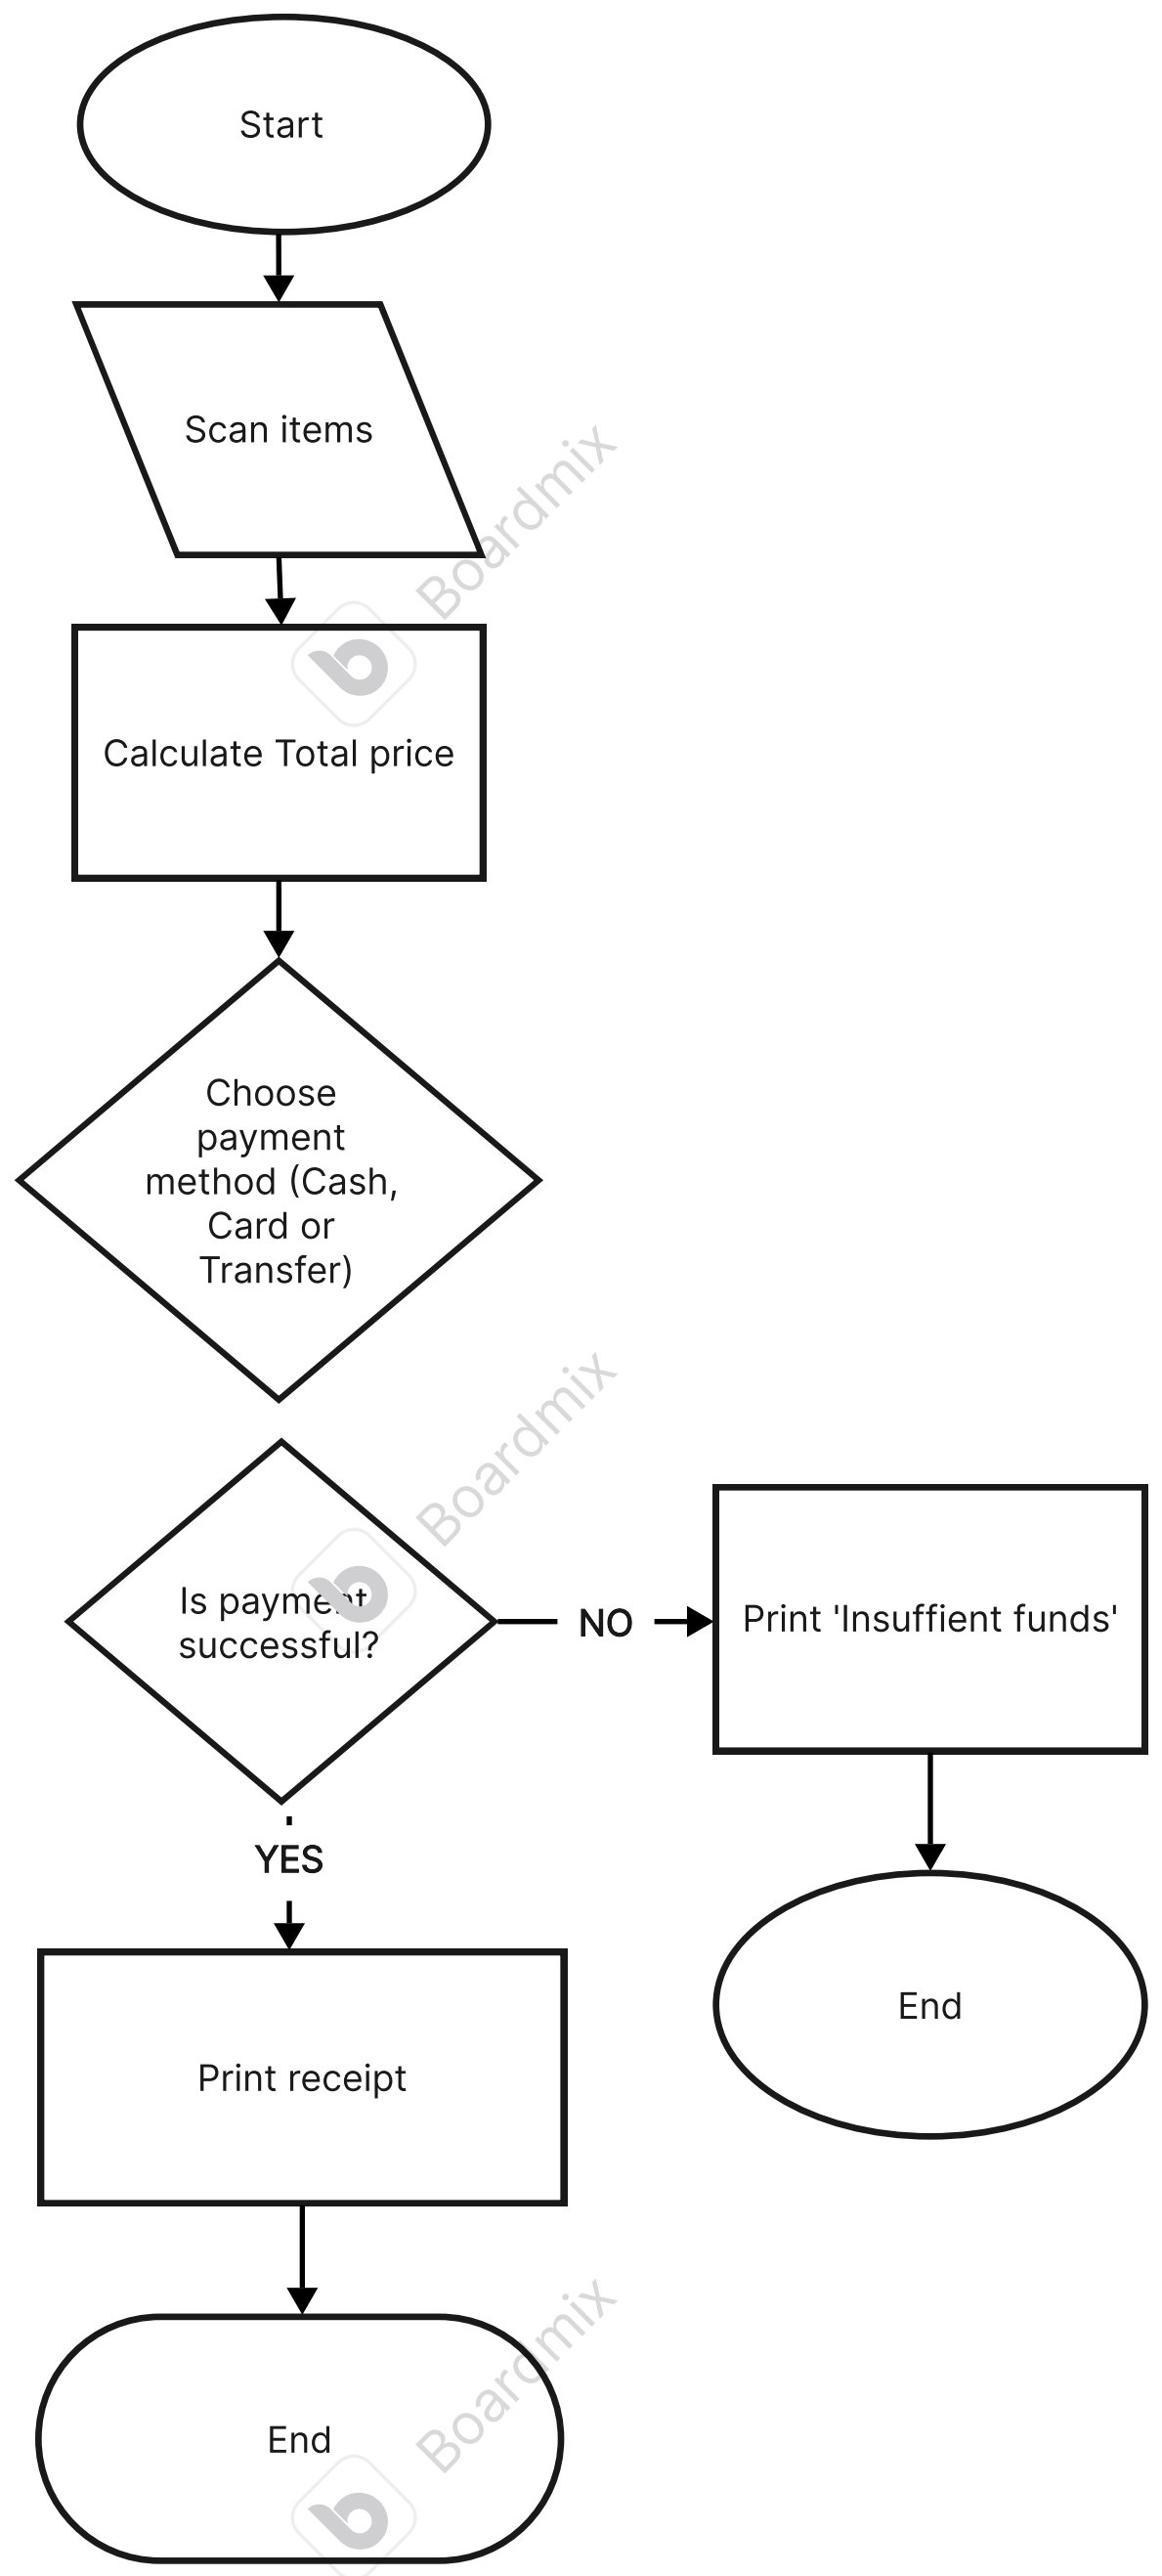 Start
Scan items
Boardmix
Calculate Total price
Choose
payment
method (Cash,
Card or
Transfer)
Boardmix
Is payment
successful?
NO
Print 'Insuffient funds'
YES
Print receipt
End
Boardmix
End